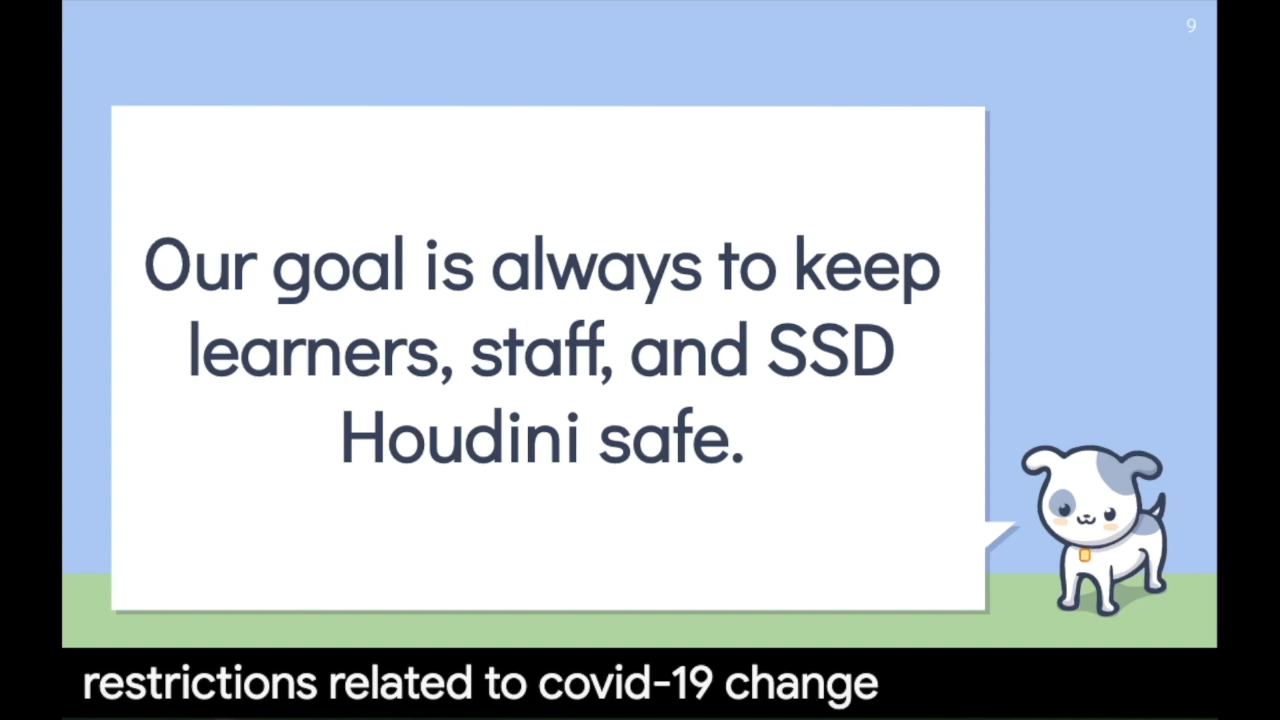 9
Our goal is always to keep
learners, staff, and SSD
Houdini safe.
restrictions related to covid-19 change